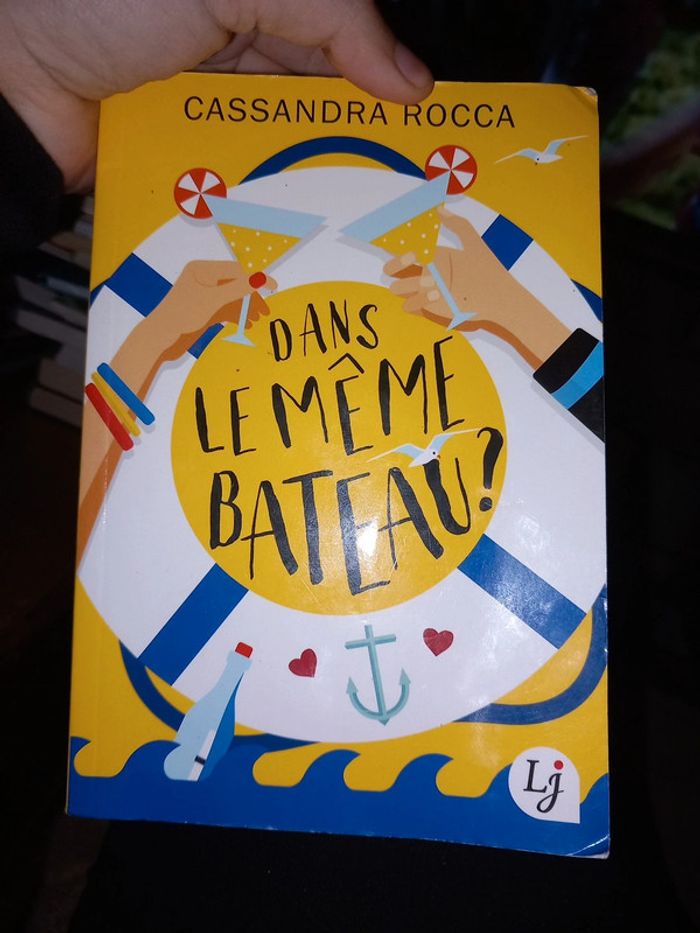 CASSANDRA ROCCA
DANS
LE MÊME
BATEAU?
Lj